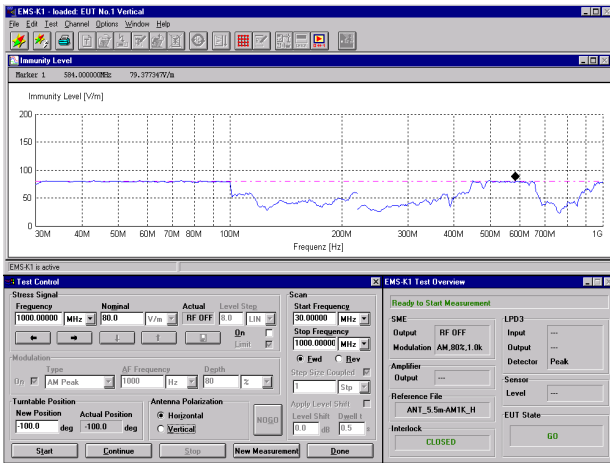 EMS-K1 - loaded: EUT No.1 Vertical
File Edit Test Channel Options Window Help
Immunity Level
Marker 1 584.000000MHz 79.377347V/m
Immunity Level [V/m]
200
150
100
50
0
30M 40M 50M 60M 70M 80M 100M 200M 300M 400M 500M 600M 700M 1G
Frequenz [Hz]
EMS-K1 is active
Test Control
Stress Signal
Frequency Nominal Actual Level Step
1000.00000 MHz 80.0 V/m RF OFF 8.0 LIN
On
Limit
Modulation
Type AF Frequency Depth
On AM Peak 1000 Hz 80 %
Turntable Position
New Position Actual Position
-100.0 deg -100.0 deg
Antenna Polarization
Horizontal
Vertical
NOGO
Scan
Start Frequency
30.00000 MHz
Stop Frequency
1000.00000 MHz
Fwd Rev
Step Size Coupled
1 Stp
Apply Level Shift
Level Shift Dwell t
0.0 dB 0.5 s
Start Continue Stop New Measurement Done
EMS-K1 Test Overview
Ready to Start Measurement
SME
Output RF OFF
Modulation AM,80%,1.0k
Amplifier
Output ---
Reference File
ANT_5.5m-AM1K_H
Interlock
CLOSED
LPD3
Input ---
Output ---
Detector Peak
Sensor
Level ---
EUT State
GO